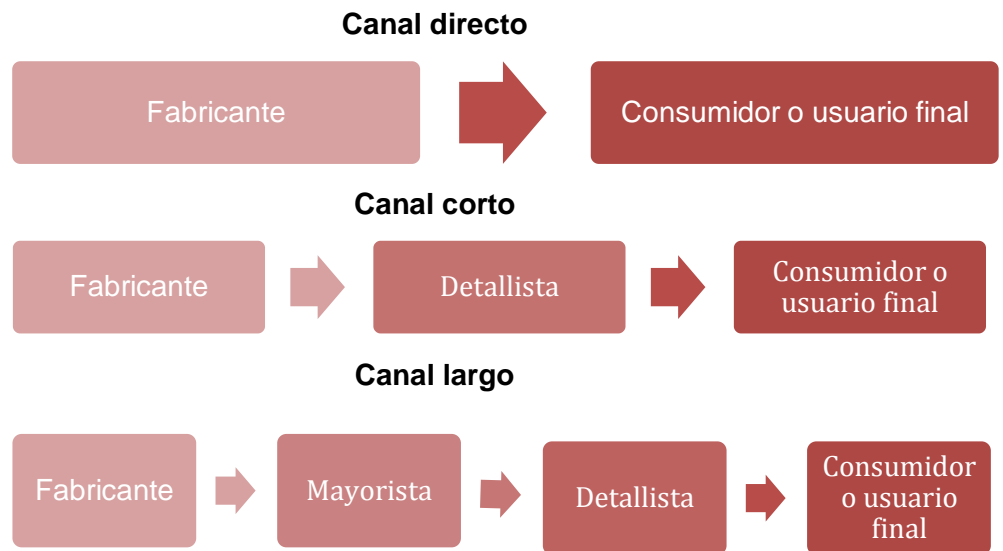 Canal directo
Fabricante
Consumidor o usuario final
Canal corto
Fabricante
Detallista
Consumidor o
usuario final
Canal largo
Fabricante
Mayorista
Detallista
Consumidor
o usuario
final